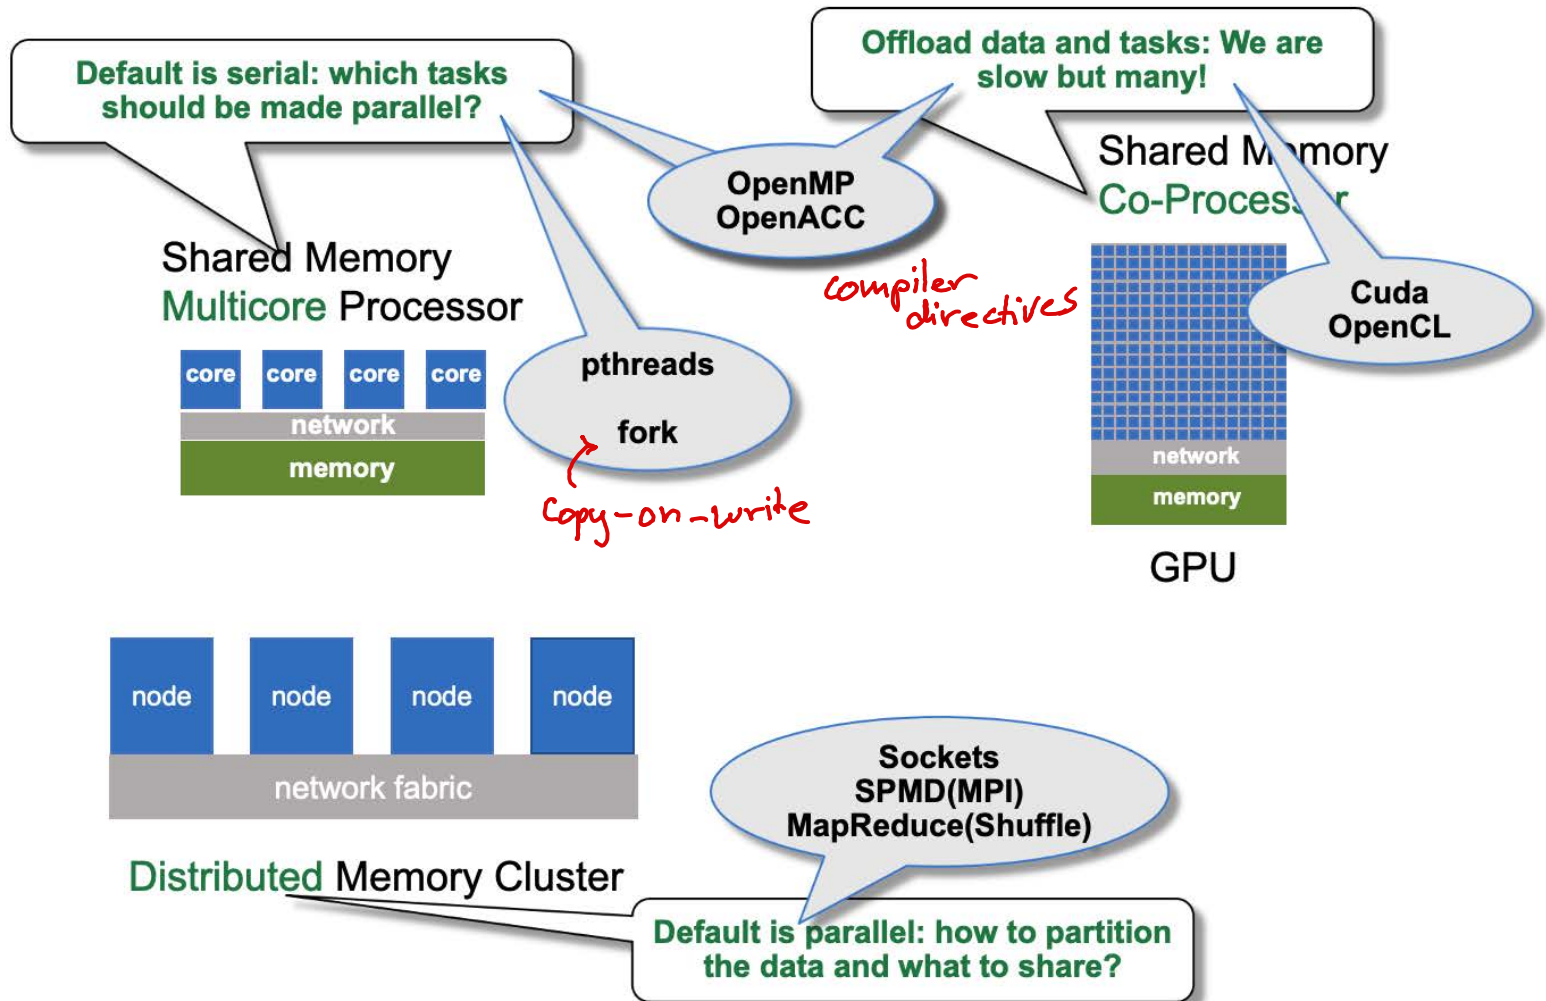 Default is serial: which tasks
should be made parallel?
Offload data and tasks: We are
slow but many!
OpenMP
OpenACC
compiler
directives
Shared Memory
Co-Processor
Cuda
OpenCL
network
memory
GPU
Shared Memory
Multicore Processor
core core core core
network
memory
pthreads
fork
Copy-on-write
node node node node
network fabric
Distributed Memory Cluster
Sockets
SPMD(MPI)
MapReduce(Shuffle)
Default is parallel: how to partition
the data and what to share?